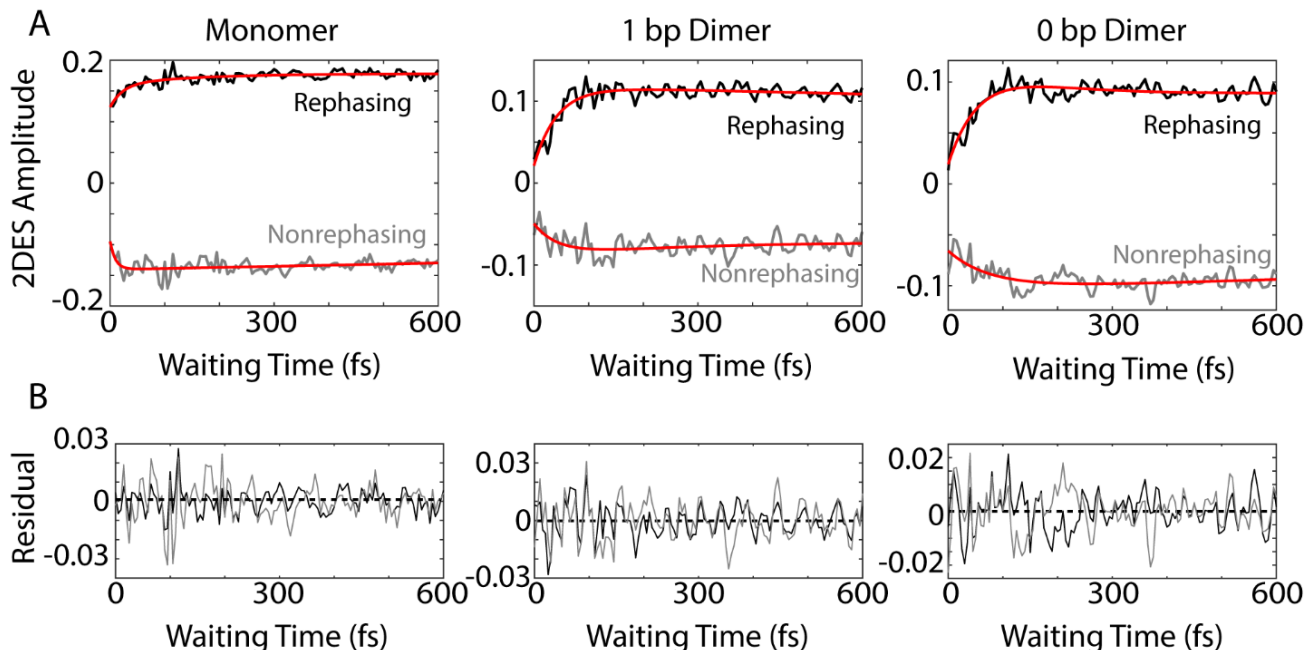 A
Monomer
1 bp Dimer
0 bp Dimer
2DES Amplitude
0.2
0
-0.2
Rephasing
Nonrephasing
0 300 600
Waiting Time (fs)
0.1
0
-0.1
Rephasing
Nonrephasing
0 300 600
Waiting Time (fs)
0.1
0
-0.1
Rephasing
Nonrephasing
0 300 600
Waiting Time (fs)
B
Residual
0.03
0
-0.03
0 300 600
Waiting Time (fs)
0.03
0
-0.03
0 300 600
Waiting Time (fs)
0.02
0
-0.02
0 300 600
Waiting Time (fs)